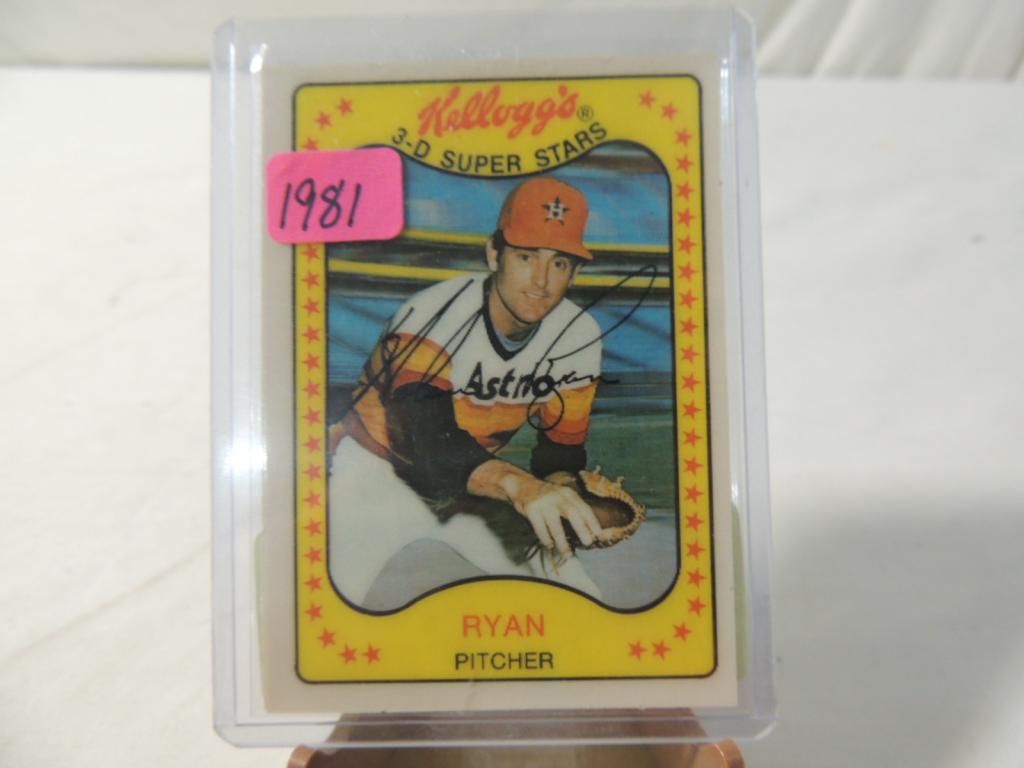 Kellogg's®
3-D SUPER STARS
1981
H
Astros
RYAN
PITCHER